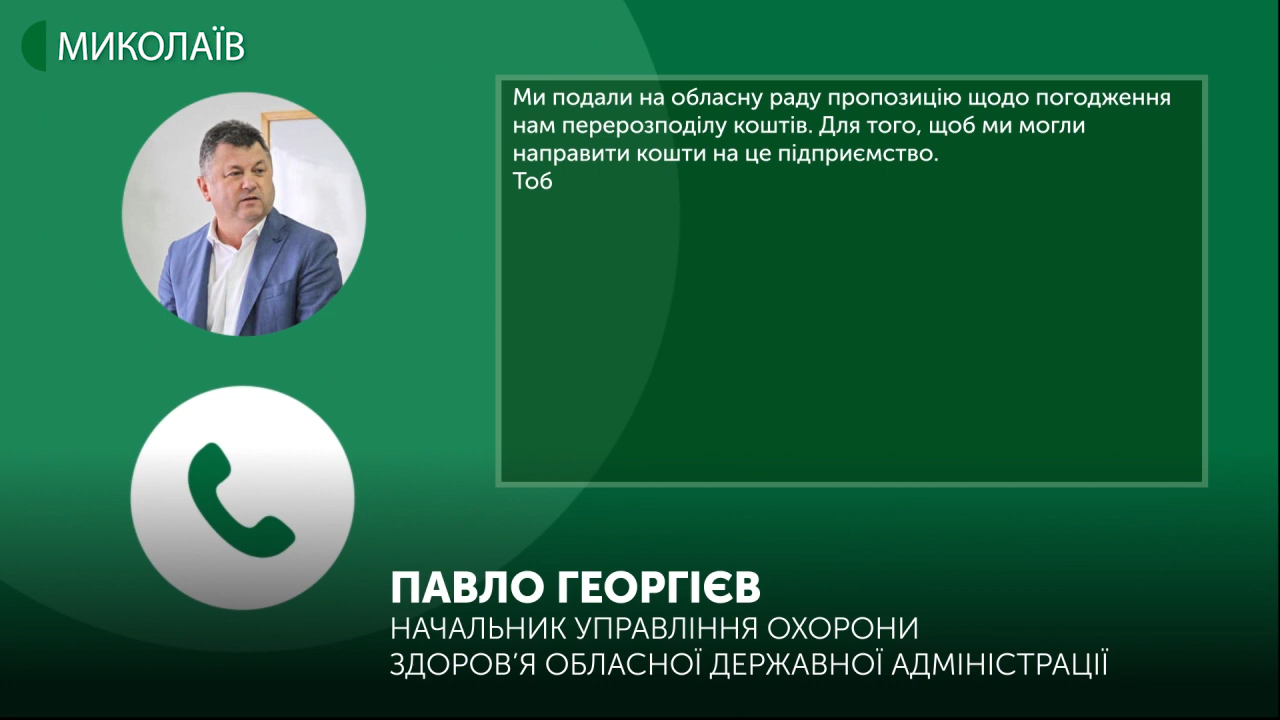 МИКОЛАЇВ
Ми подали на обласну раду пропозицію щодо погодження
нам перерозподілу коштів. Для того, щоб ми могли
направити кошти на це підприємство.
Тоб
ПАВЛО ГЕОРГІЄВ
НАЧАЛЬНИК УПРАВЛІННЯ ОХОРОНИ
ЗДОРОВ’Я ОБЛАСНОЇ ДЕРЖАВНОЇ АДМІНІСТРАЦІЇ